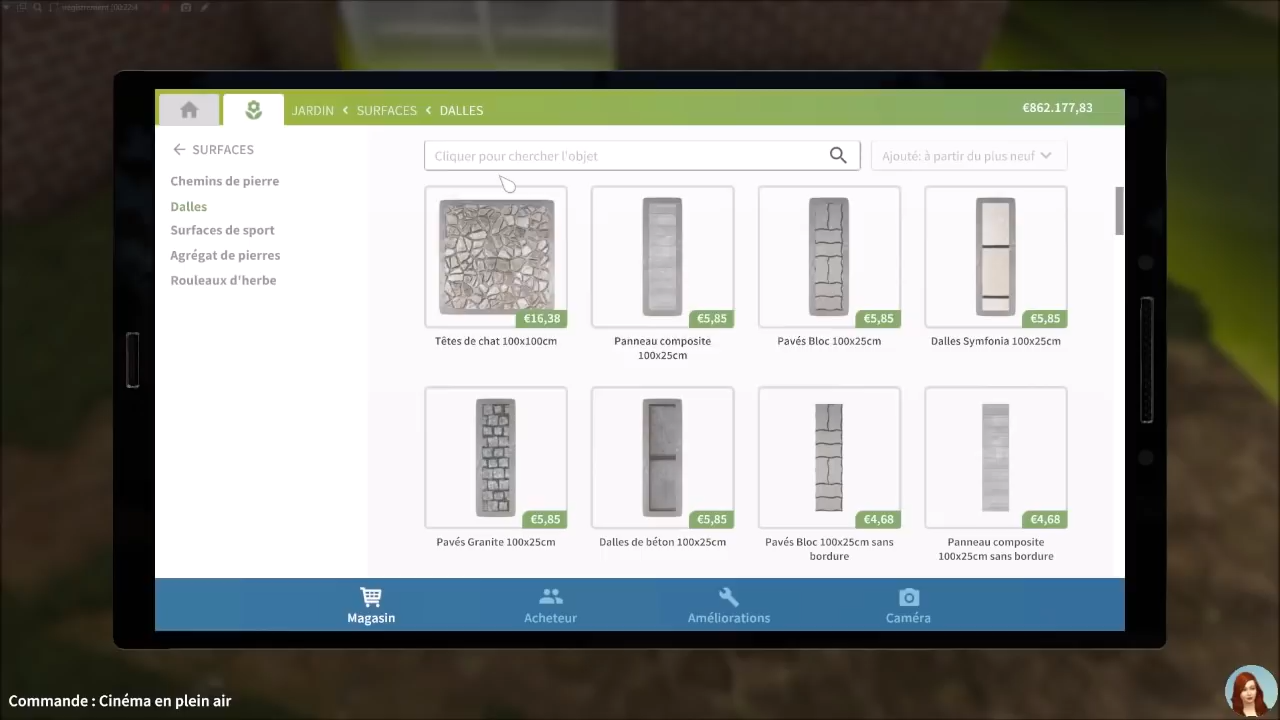 JARDIN < SURFACES < DALLES
€862.177,83
← SURFACES
Chemins de pierre
Dalles
Surfaces de sport
Agrégat de pierres
Rouleaux d'herbe
Cliquer pour chercher l'objet
Ajouté: à partir du plus neuf
€16,38
€5,85
€5,85
€5,85
Têtes de chat 100x100cm
Panneau composite
100x25cm
Pavés Bloc 100x25cm
Dalles Symfonia 100x25cm
€5,85
€5,85
€4,68
€4,68
Pavés Granite 100x25cm
Dalles de béton 100x25cm
Pavés Bloc 100x25cm sans
bordure
Panneau composite
100x25cm sans bordure
Magasin
Acheteur
Améliorations
Caméra
Commande : Cinéma en plein air